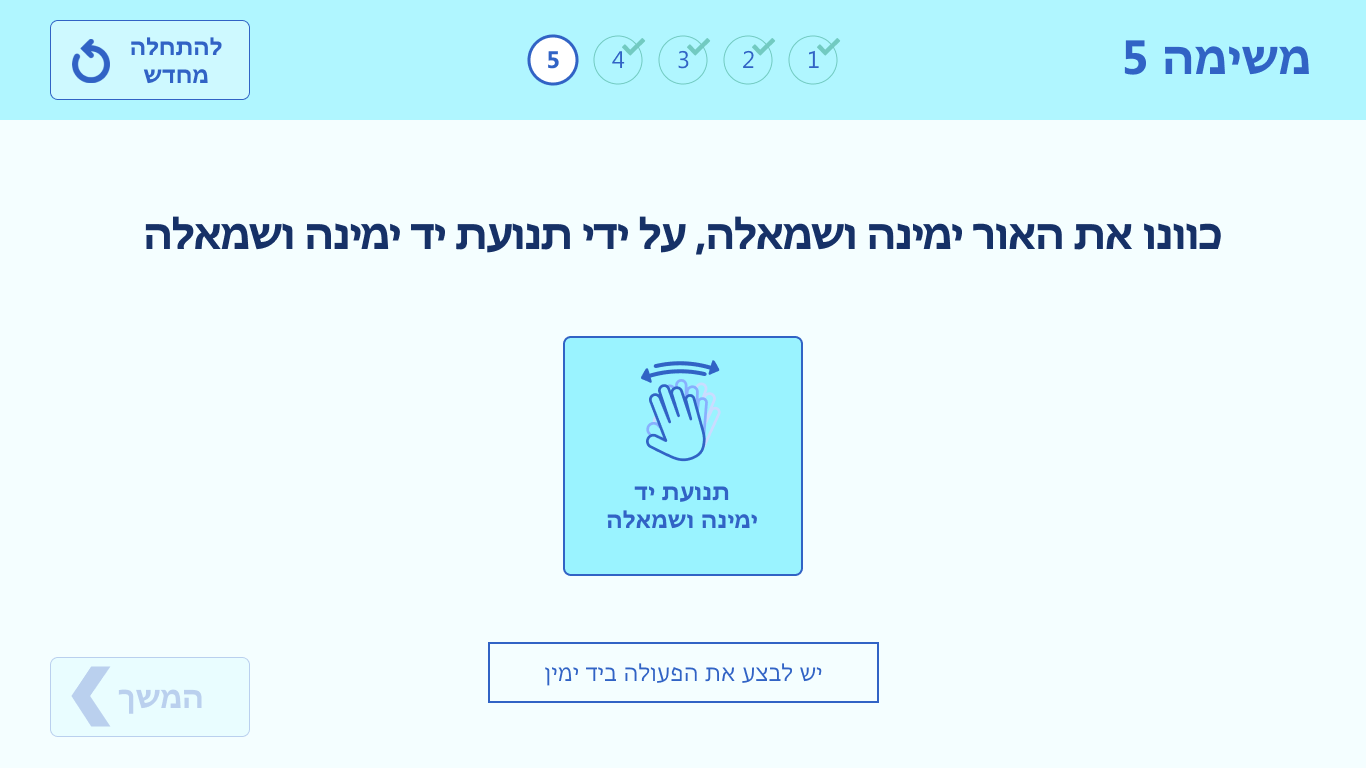 משימה 5
1
2
3
4
5
להתחלה
מחדש
כוונו את האור ימינה ושמאלה, על ידי תנועת יד ימינה ושמאלה
תנועת יד
ימינה ושמאלה
יש לבצע את הפעולה ביד ימין
המשך